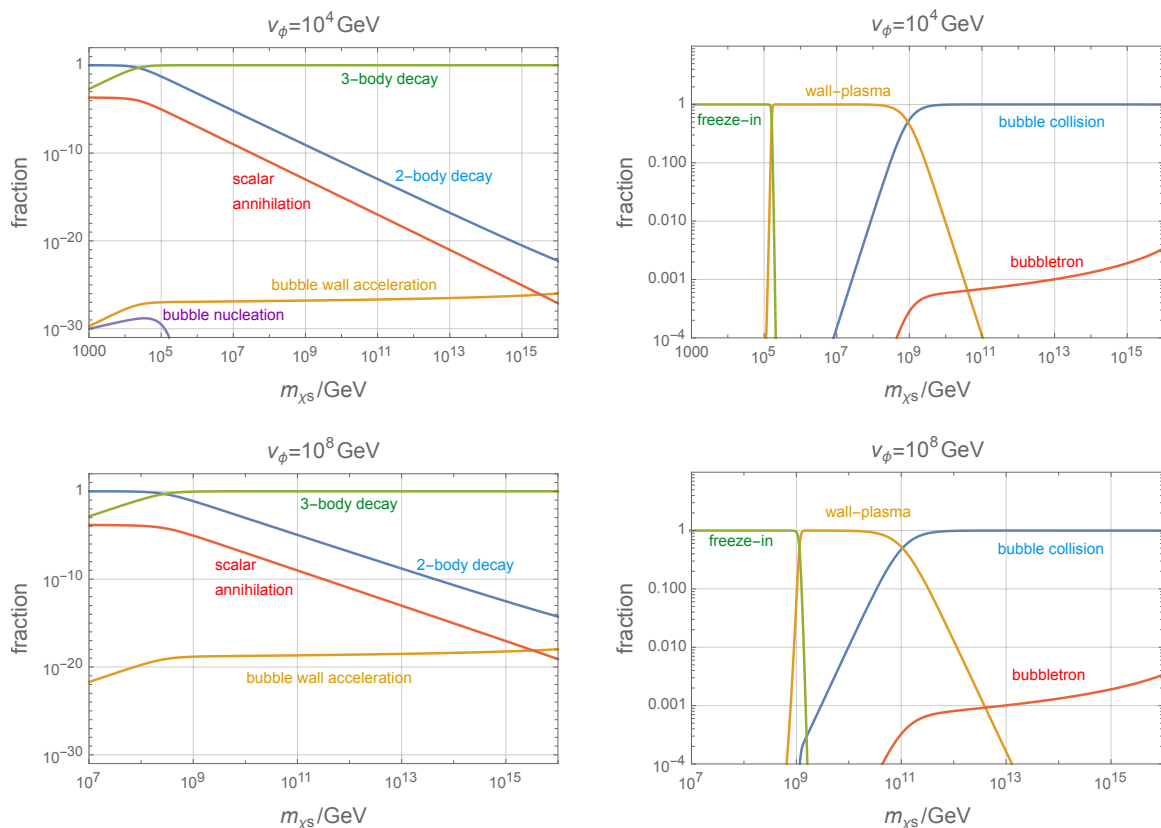 v_ϕ=10^4 GeV
1
10^-10
10^-20
10^-30
fraction
3-body decay
2-body decay
scalar
annihilation
bubble wall acceleration
bubble nucleation
1000 10^5 10^7 10^9 10^11 10^13 10^15
m_χs/GeV
v_ϕ=10^4 GeV
1
0.100
0.010
0.001
10^-4
fraction
wall-plasma
freeze-in
bubble collision
bubbletron
1000 10^5 10^7 10^9 10^11 10^13 10^15
m_χs/GeV
v_ϕ=10^8 GeV
1
10^-10
10^-20
10^-30
fraction
3-body decay
scalar
annihilation
2-body decay
bubble wall acceleration
10^7 10^9 10^11 10^13 10^15
m_χs/GeV
v_ϕ=10^8 GeV
1
0.100
0.010
0.001
10^-4
fraction
wall-plasma
freeze-in
bubble collision
bubbletron
10^7 10^9 10^11 10^13 10^15
m_χs/GeV